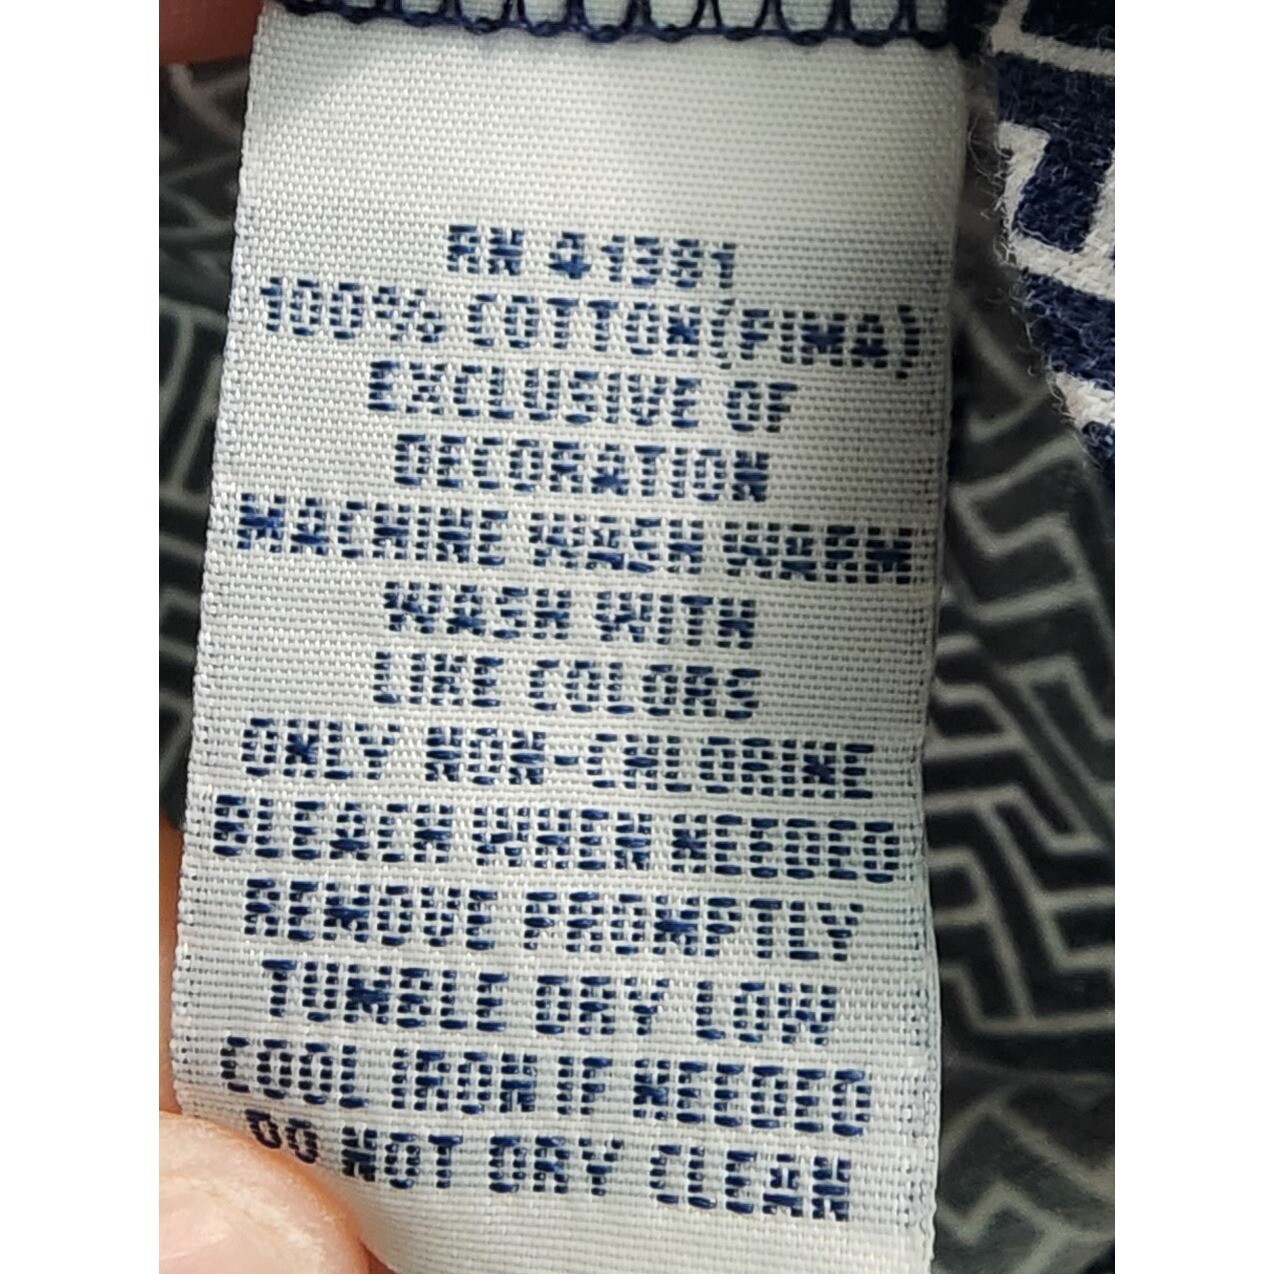 RN 41381
100% COTTON(PIMA)
EXCLUSIVE OF
DECORATION
MACHINE WASH WARM
WASH WITH
LIKE COLORS
ONLY NON-CHLORINE
BLEACH WHEN NEEDED
REMOVE PROMPTLY
TUMBLE DRY LOW
COOL IRON IF NEEDED
DO NOT DRY CLEAN